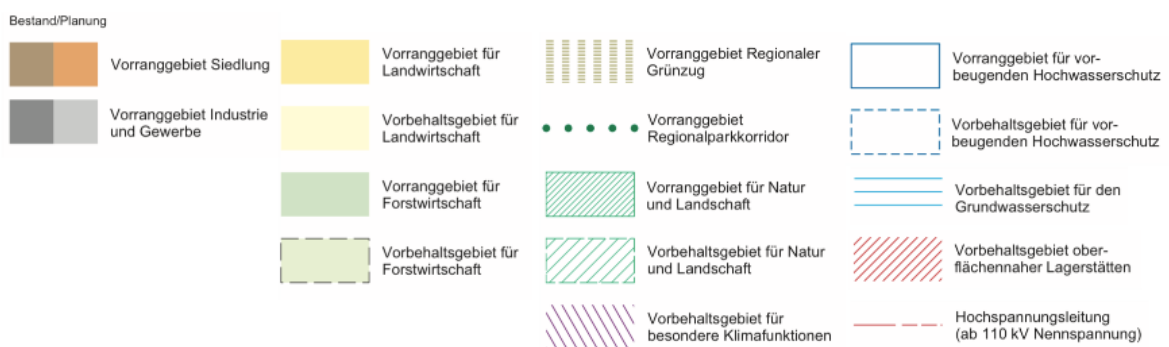 Bestand/Planung
Vorranggebiet Siedlung
Vorranggebiet Industrie
und Gewerbe
Vorranggebiet für
Landwirtschaft
Vorbehaltsgebiet für
Landwirtschaft
Vorranggebiet für
Forstwirtschaft
Vorbehaltsgebiet für
Forstwirtschaft
Vorranggebiet Regionaler
Grünzug
Vorranggebiet
Regionalparkkorridor
Vorranggebiet für Natur
und Landschaft
Vorbehaltsgebiet für Natur
und Landschaft
Vorbehaltsgebiet für
besondere Klimafunktionen
Vorranggebiet für vor-
beugenden Hochwasserschutz
Vorbehaltsgebiet für vor-
beugenden Hochwasserschutz
Vorbehaltsgebiet für den
Grundwasserschutz
Vorbehaltsgebiet ober-
flächennaher Lagerstätten
Hochspannungsleitung
(ab 110 kV Nennspannung)